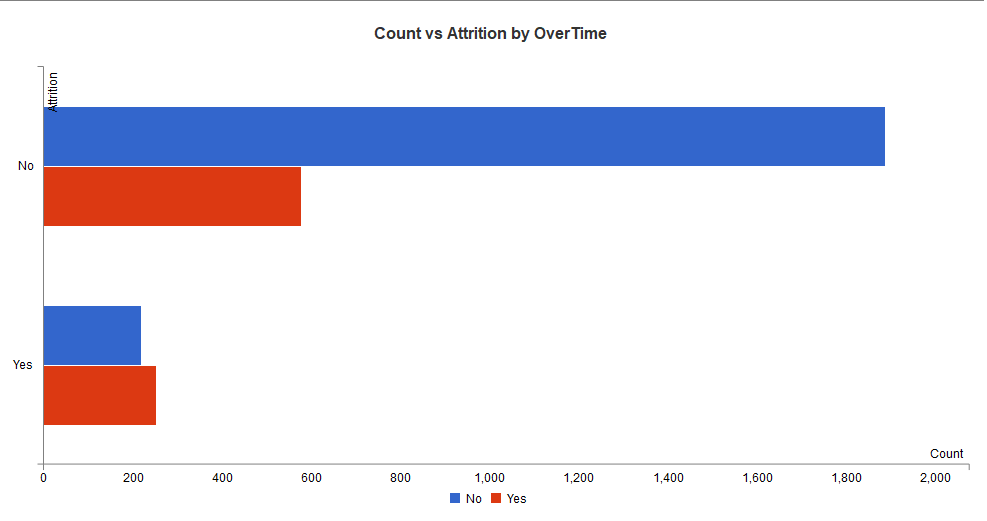 Count vs Attrition by OverTime
Attrition
No
Yes
Count
0 200 400 600 800 1,000 1,200 1,400 1,600 1,800 2,000
No Yes